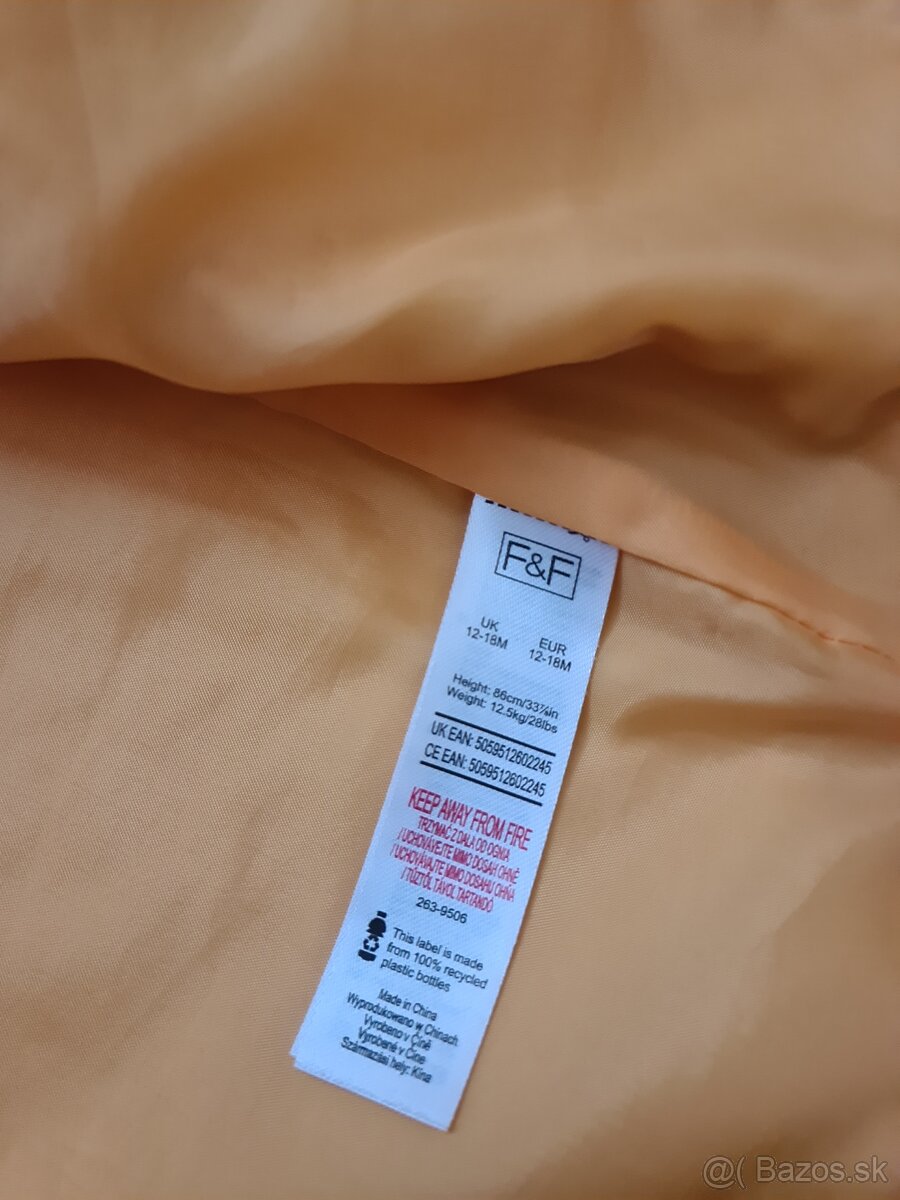 F&F
UK
12-18M
EUR
12-18M
Height: 86cm/33⅞in
Weight: 12.5kg/28lbs
UK EAN: 5059512602245
CE EAN: 5059512602245
KEEP AWAY FROM FIRE
TRZYMAĆ Z DALA OD OGNIA
/ UCHOVÁVEJTE MIMO DOSAH OHNĚ
/ UCHOVÁVAJTE MIMO DOSAHU OHŇA
/ TŰZTŐL TÁVOL TARTANDÓ
263-9506
This label is made
from 100% recycled
plastic bottles
Made in China
Wyprodukowano w Chinach
Vyrobeno v Číně
Vyrobené v Číne
Származási hely: Kína
@( Bazos.sk